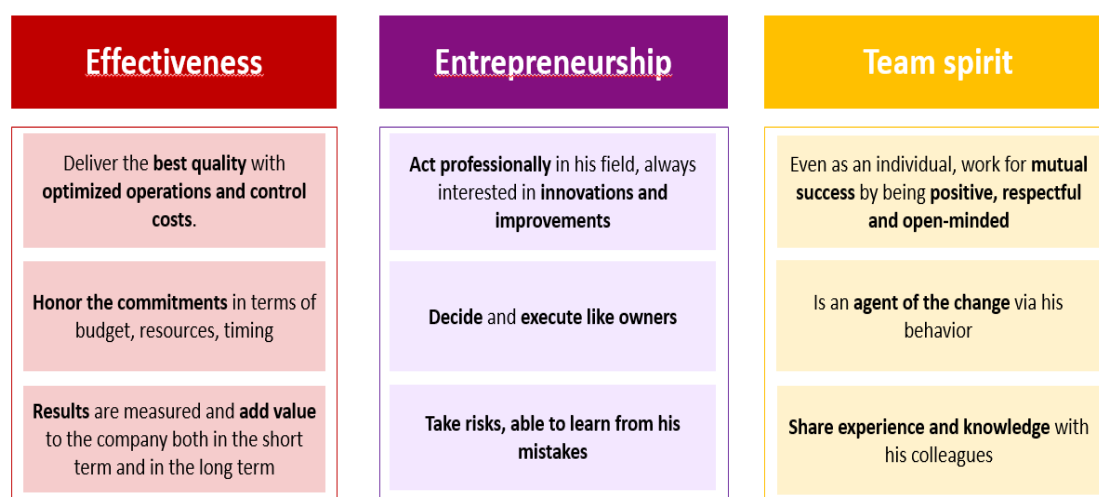 Effectiveness
Deliver the best quality with
optimized operations and control
costs.
Honor the commitments in terms of
budget, resources, timing
Results are measured and add value
to the company both in the short
term and in the long term
Entrepreneurship
Act professionally in his field, always
interested in innovations and
improvements
Decide and execute like owners
Take risks, able to learn from his
mistakes
Team spirit
Even as an individual, work for mutual
success by being positive, respectful
and open-minded
Is an agent of the change via his
behavior
Share experience and knowledge with
his colleagues